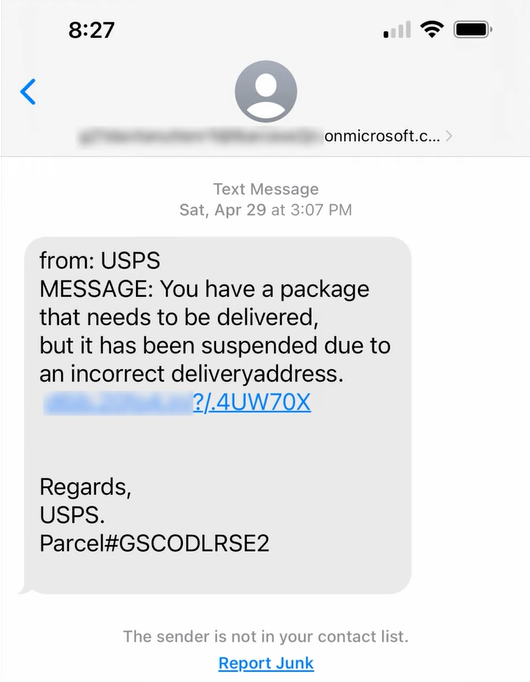 8:27
onmicrosoft.c...
Text Message
Sat, Apr 29 at 3:07 PM
from: USPS
MESSAGE: You have a package
that needs to be delivered,
but it has been suspended due to
an incorrect deliveryaddress.
?/.4UW70X
Regards,
USPS.
Parcel#GSCODLRSE2
The sender is not in your contact list.
Report Junk